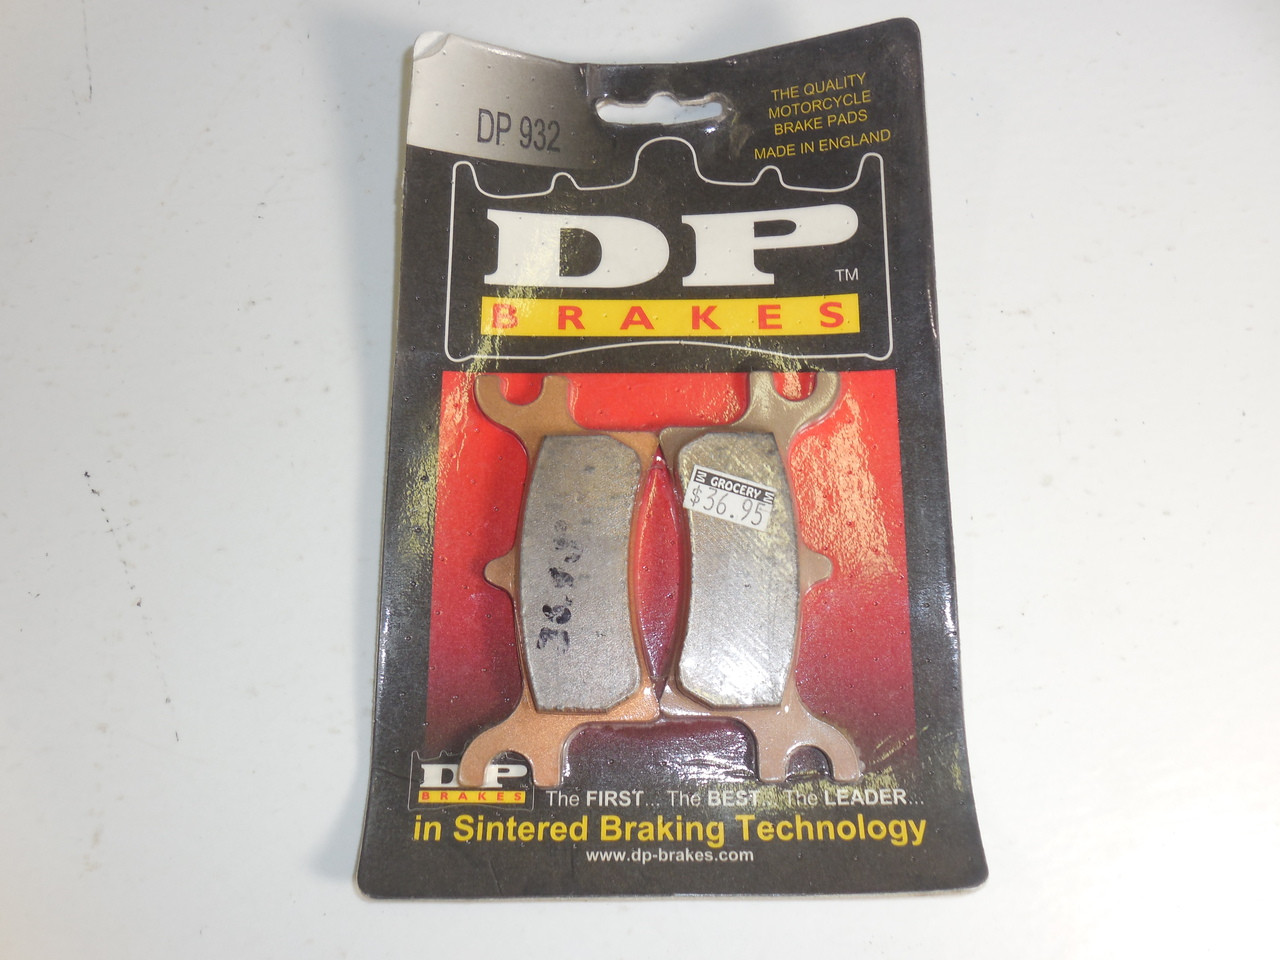 DP 932
THE QUALITY
MOTORCYCLE
BRAKE PADS
MADE IN ENGLAND
DP
TM
BRAKES
GROCERY
$36.95
DP
BRAKES
The FIRST... The BEST... The LEADER...
in Sintered Braking Technology
www.dp-brakes.com